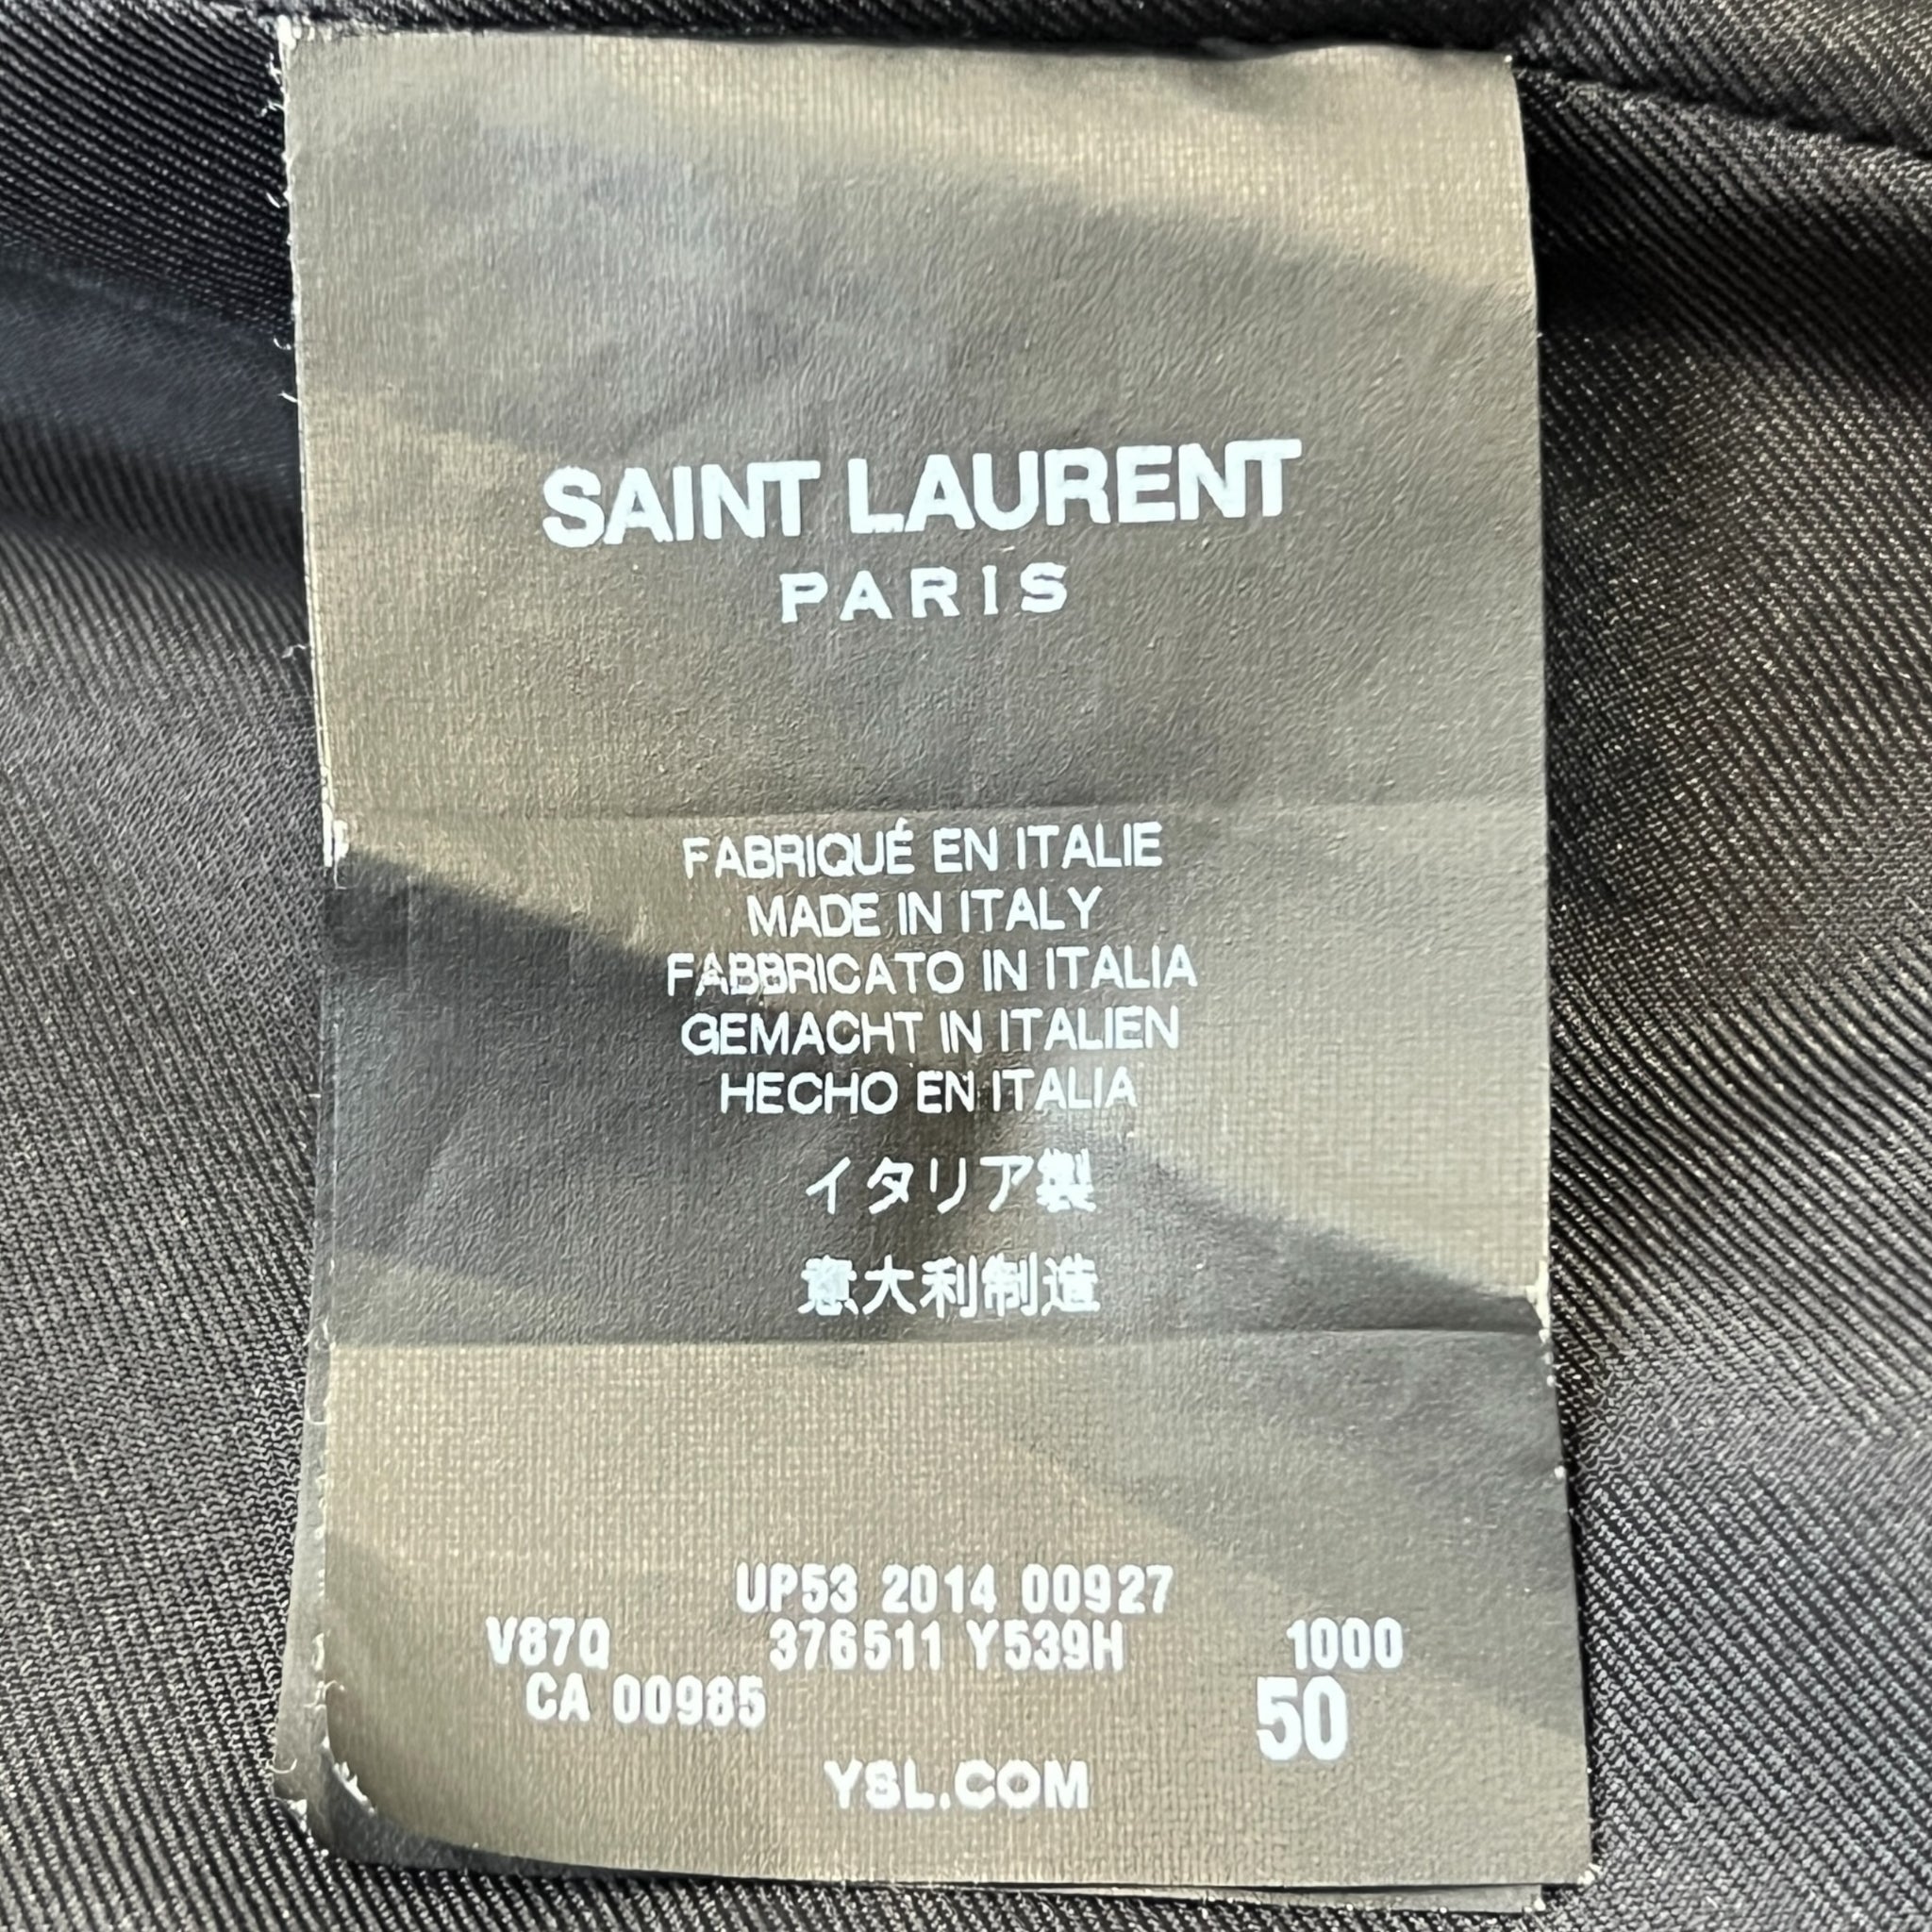 SAINT LAURENT
PARIS
FABRIQUÉ EN ITALIE
MADE IN ITALY
FABBRICATO IN ITALIA
GEMACHT IN ITALIEN
HECHO EN ITALIA
イタリア製
意大利制造
UP53 2014 00927
V87Q 376511 Y539H 1000
CA 00985 50
YSL.COM